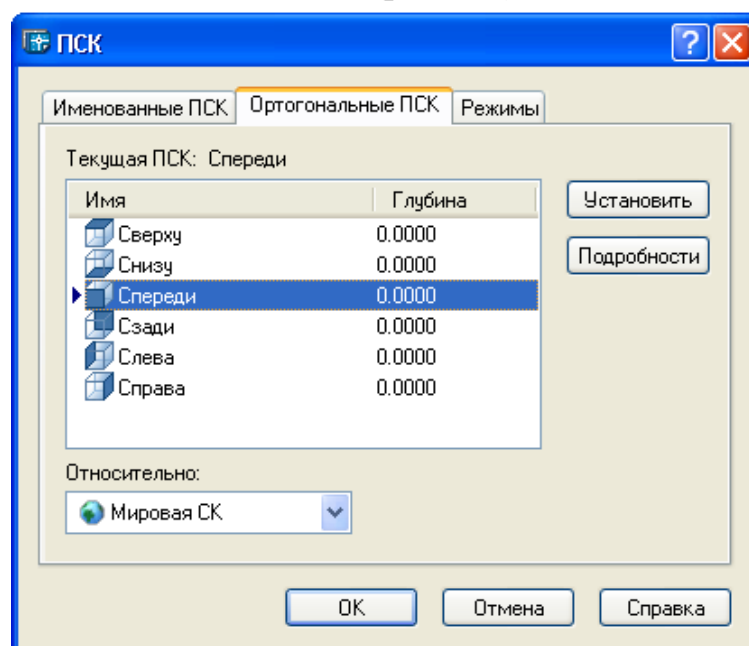 ПСК
Именованные ПСК Ортогональные ПСК Режимы
Текущая ПСК: Спереди
Имя Глубина
Установить
Сверху 0.0000
Снизу 0.0000
Подробности
Спереди 0.0000
Сзади 0.0000
Слева 0.0000
Справа 0.0000
Относительно:
Мировая СК
OK Отмена Справка